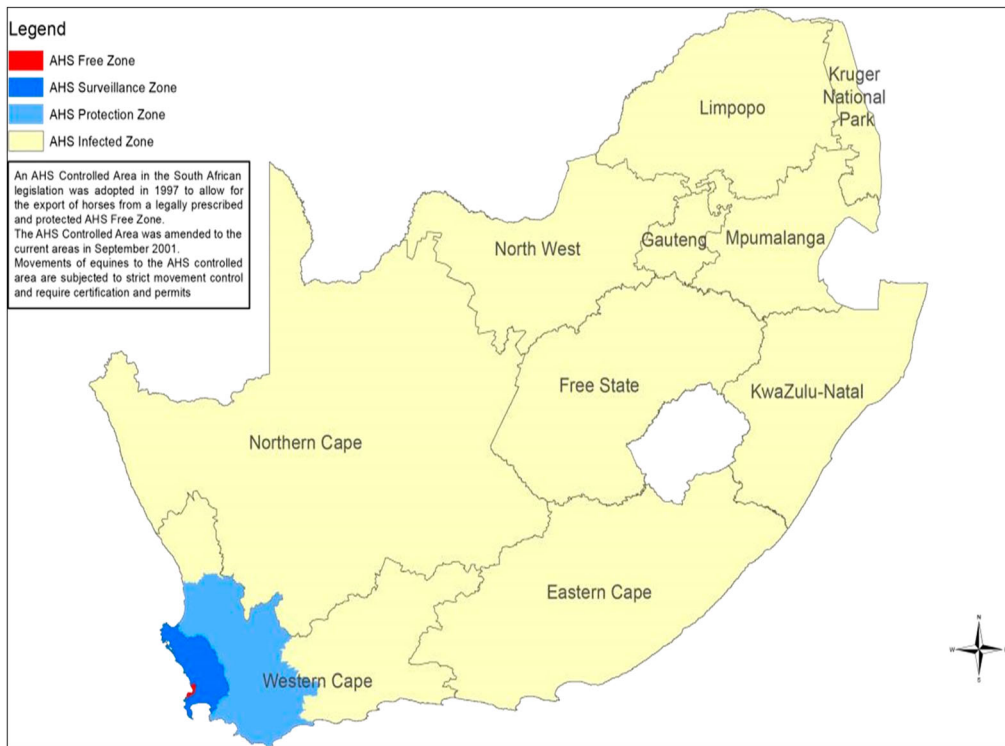 Legend
AHS Free Zone
AHS Surveillance Zone
AHS Protection Zone
AHS Infected Zone
An AHS Controlled Area in the South African
legislation was adopted in 1997 to allow for
the export of horses from a legally prescribed
and protected AHS Free Zone.
The AHS Controlled Area was amended to the
current areas in September 2001.
Movements of equines to the AHS controlled
area are subjected to strict movement control
and require certification and permits
Kruger
National
Park
Limpopo
North West
Gauteng
Mpumalanga
Free State
KwaZulu-Natal
Northern Cape
Eastern Cape
Western Cape
N
W
S